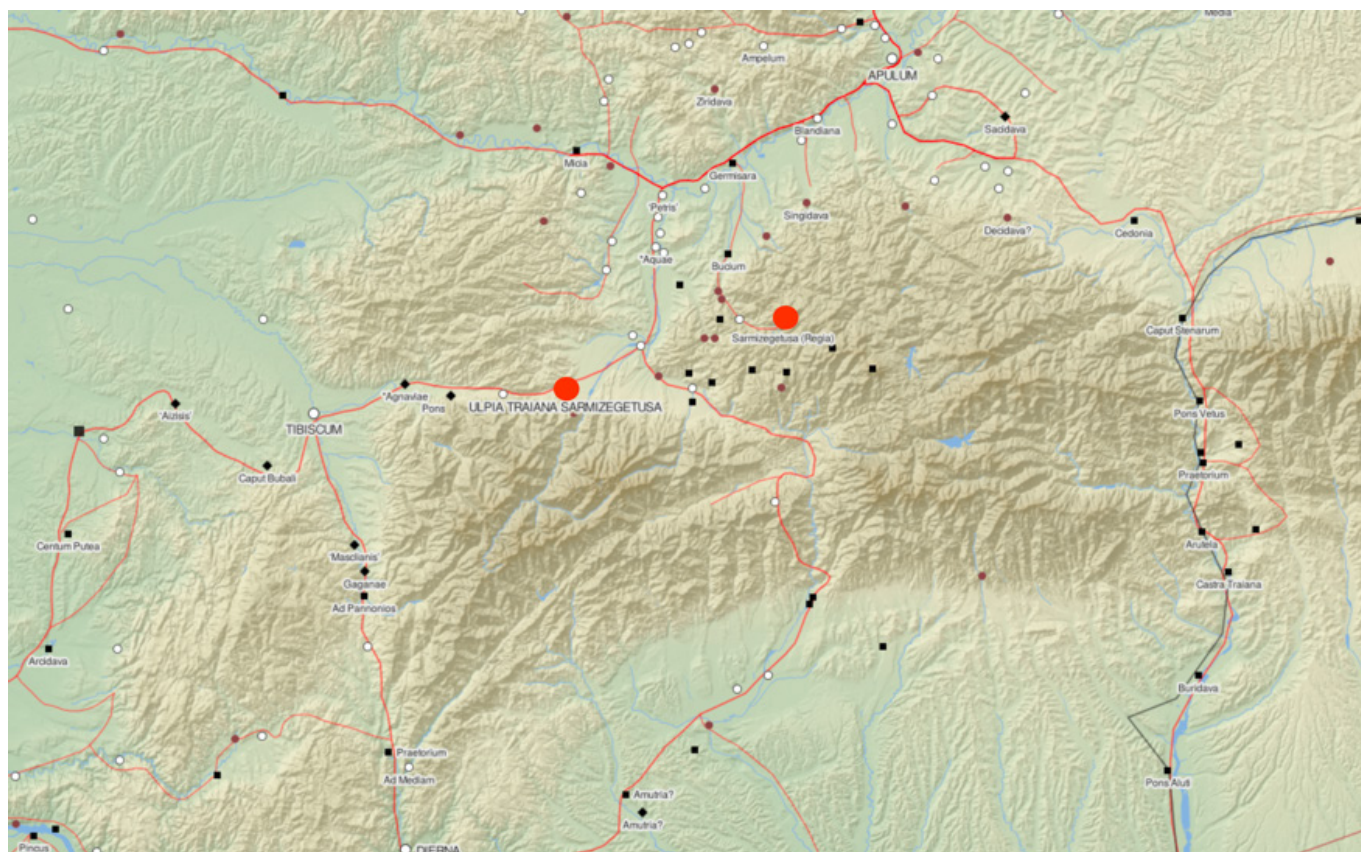 Media
Ampelum
APULUM
Ziridava
Sacidava
Blandiana
Micia
Germisara
'Petris'
Singidava
Decidava?
Cedonia
"Aquae
Bucium
Caput Stenarum
Sarmizegetusa (Regia)
"Agnaviae
Pons
ULPIA TRAIANA SARMIZEGETUSA
'Aizisis'
TIBISCUM
Pons Vetus
Caput Bubali
Praetorium
Centum Putea
Arutela
'Masclianis'
Gaganae
Castra Traiana
Ad Pannonios
Arcidava
Buridava
Praetorium
Ad Mediam
Pons Aluti
Amutria?
Amutria?
Pincus
DIERNA